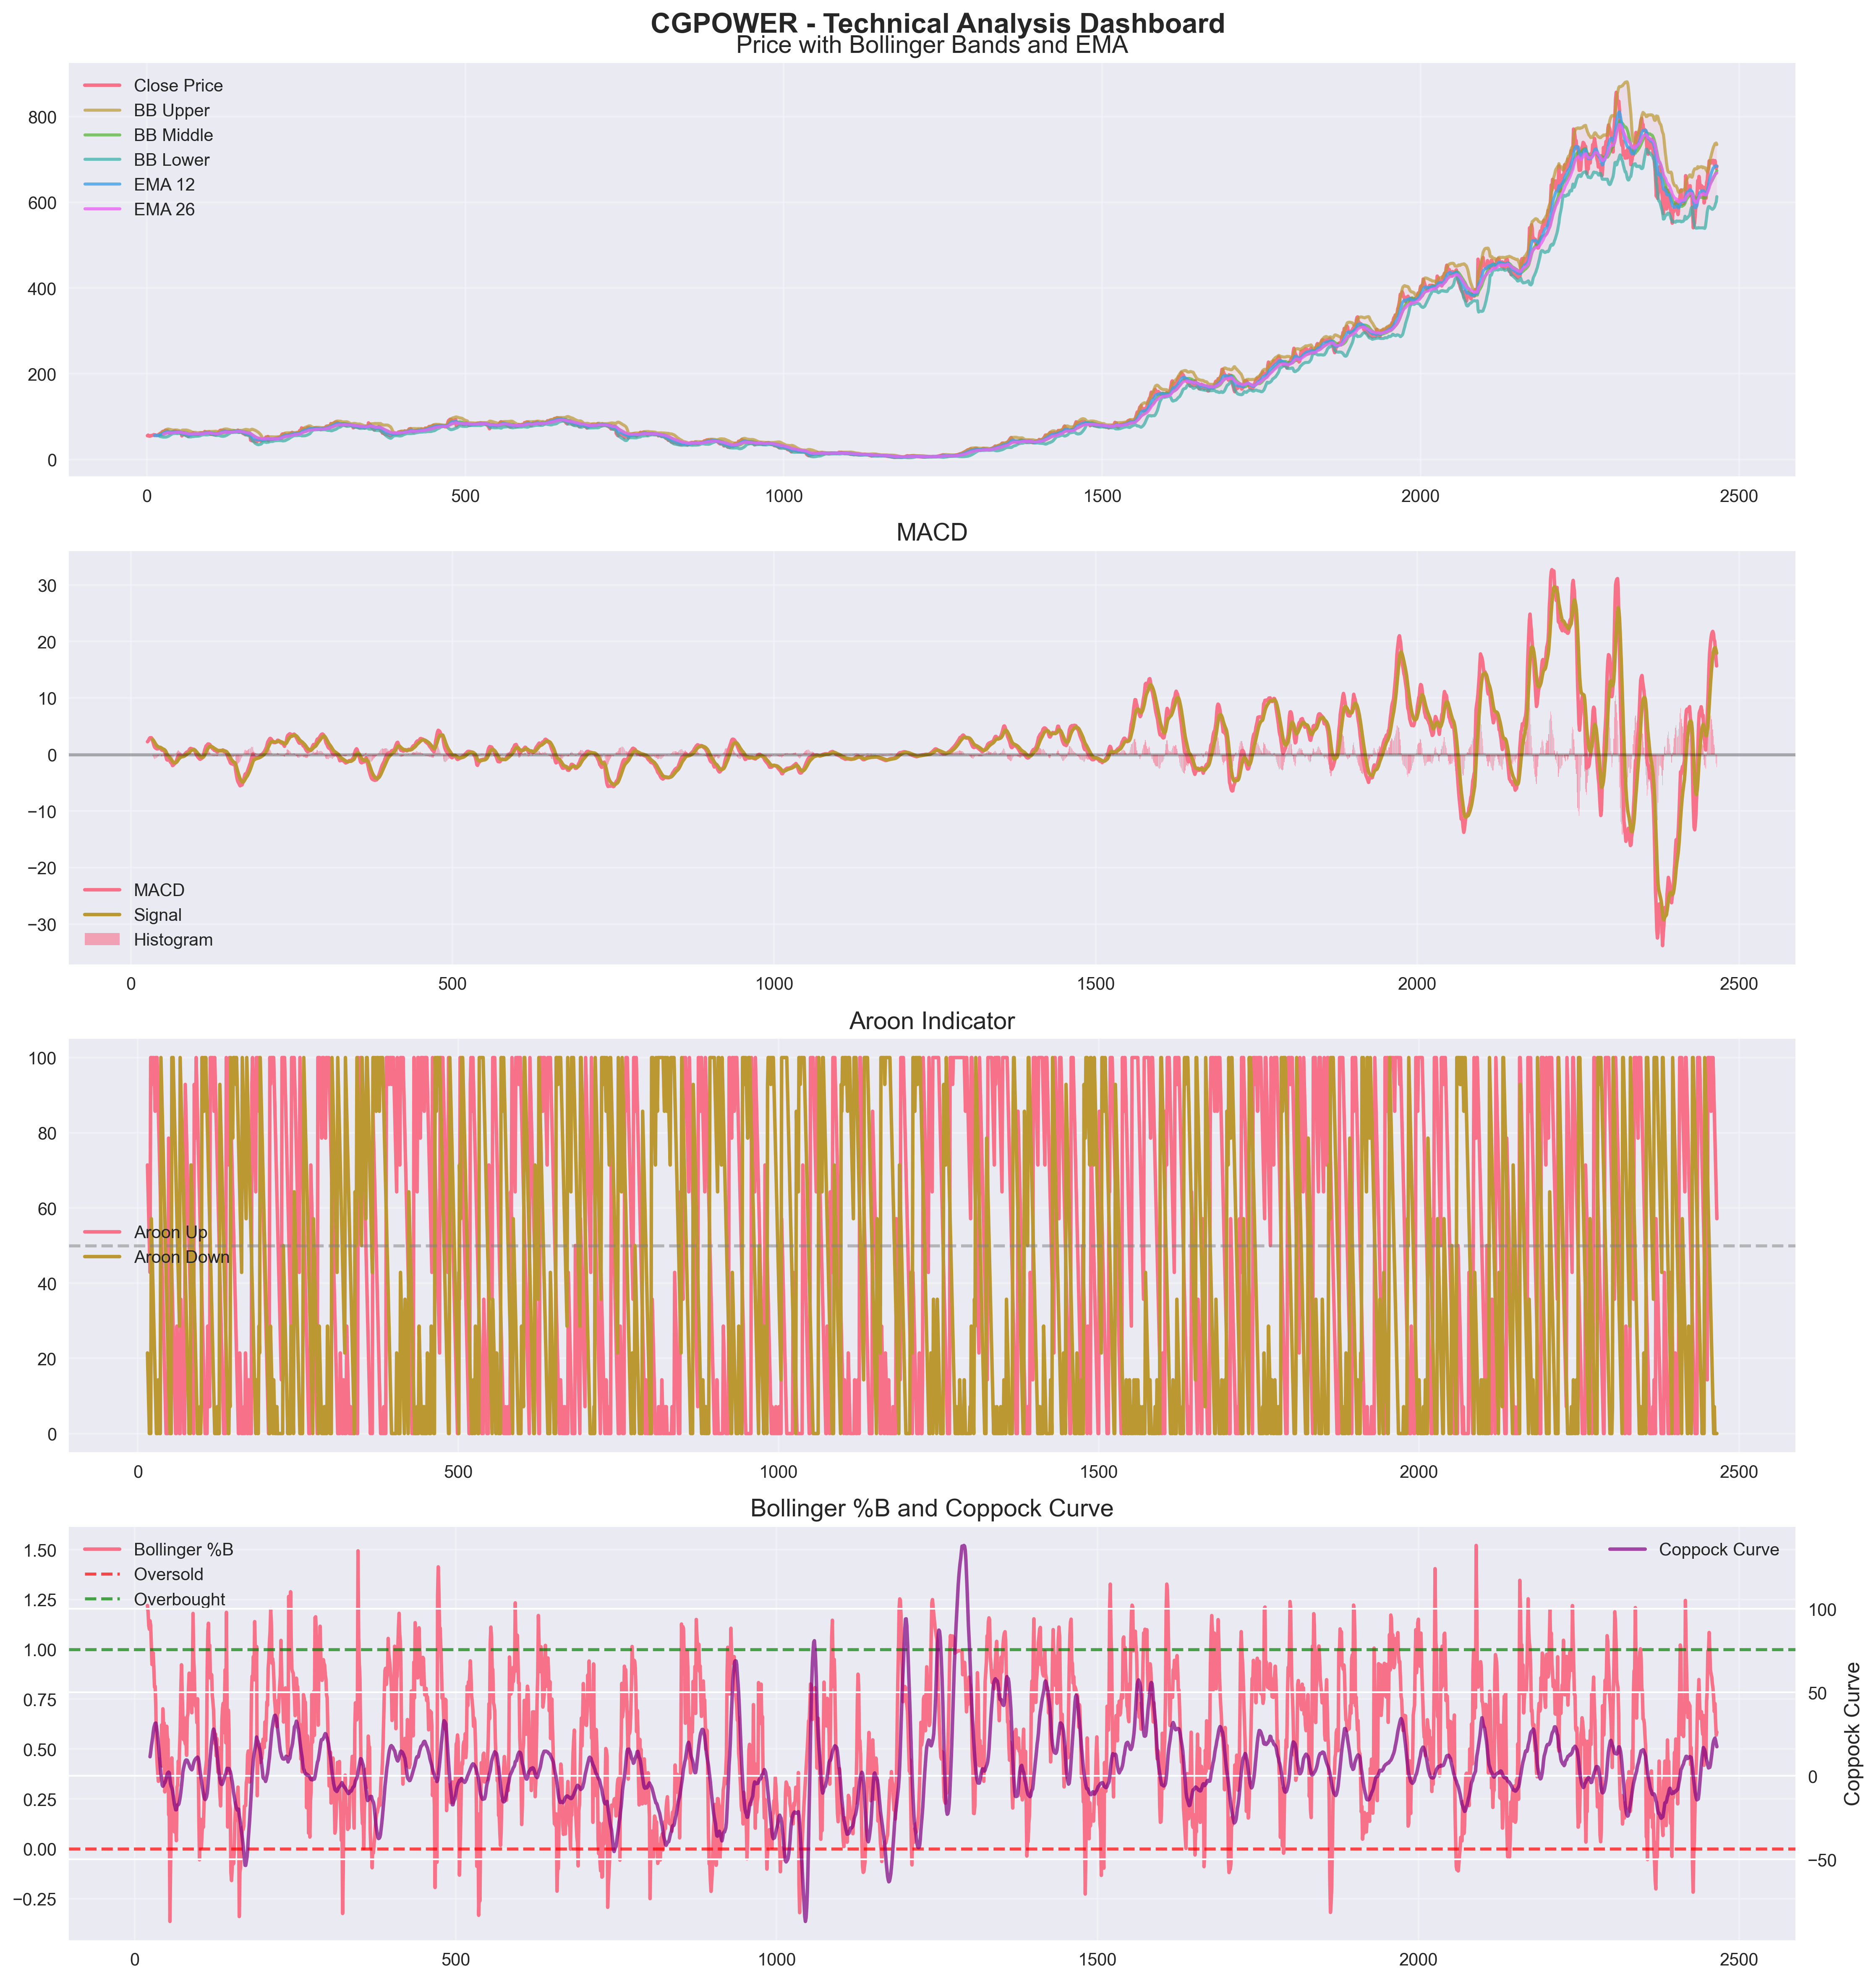 CGPOWER - Technical Analysis Dashboard
Price with Bollinger Bands and EMA
Close Price
BB Upper
BB Middle
BB Lower
EMA 12
EMA 26
800
600
400
200
0
0 500 1000 1500 2000 2500
MACD
30
20
10
0
−10
−20
−30
MACD
Signal
Histogram
0 500 1000 1500 2000 2500
Aroon Indicator
100
80
60
40
20
0
Aroon Up
Aroon Down
0 500 1000 1500 2000 2500
Bollinger %B and Coppock Curve
Bollinger %B
Oversold
Overbought
Coppock Curve
1.50
1.25
1.00
0.75
0.50
0.25
0.00
−0.25
100
50
0
−50
Coppock Curve
0 500 1000 1500 2000 2500